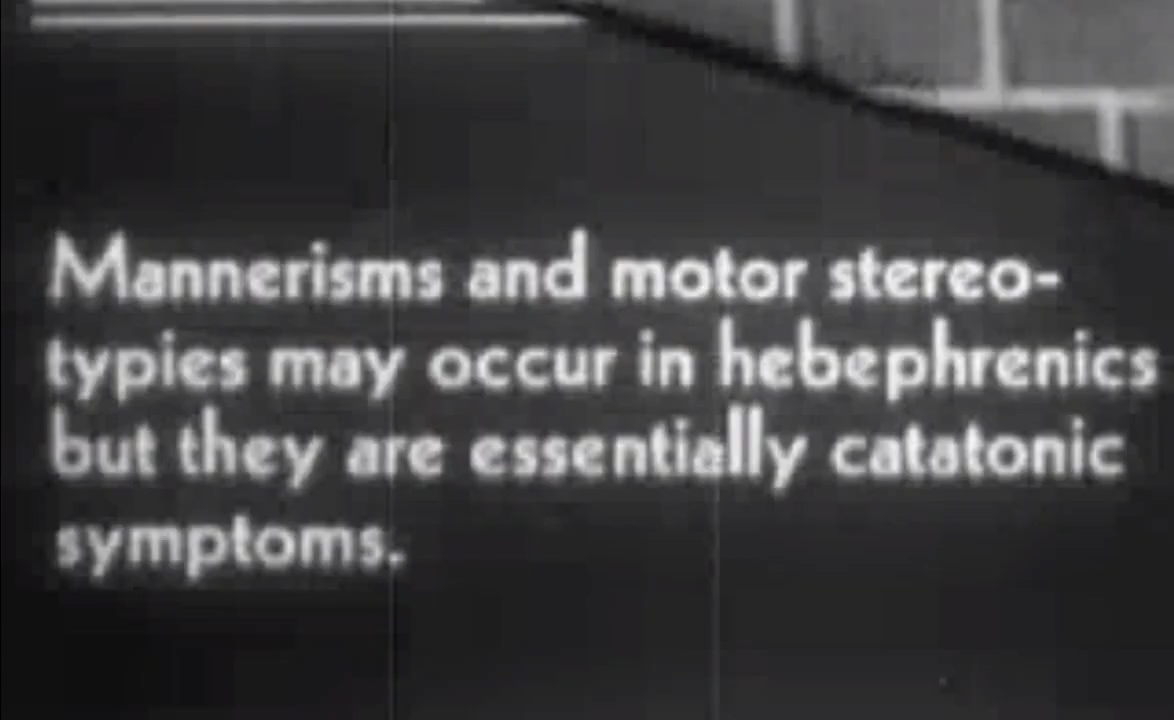 Mannerisms and motor stereo-
typies may occur in hebephrenics
but they are essentially catatonic
symptoms.